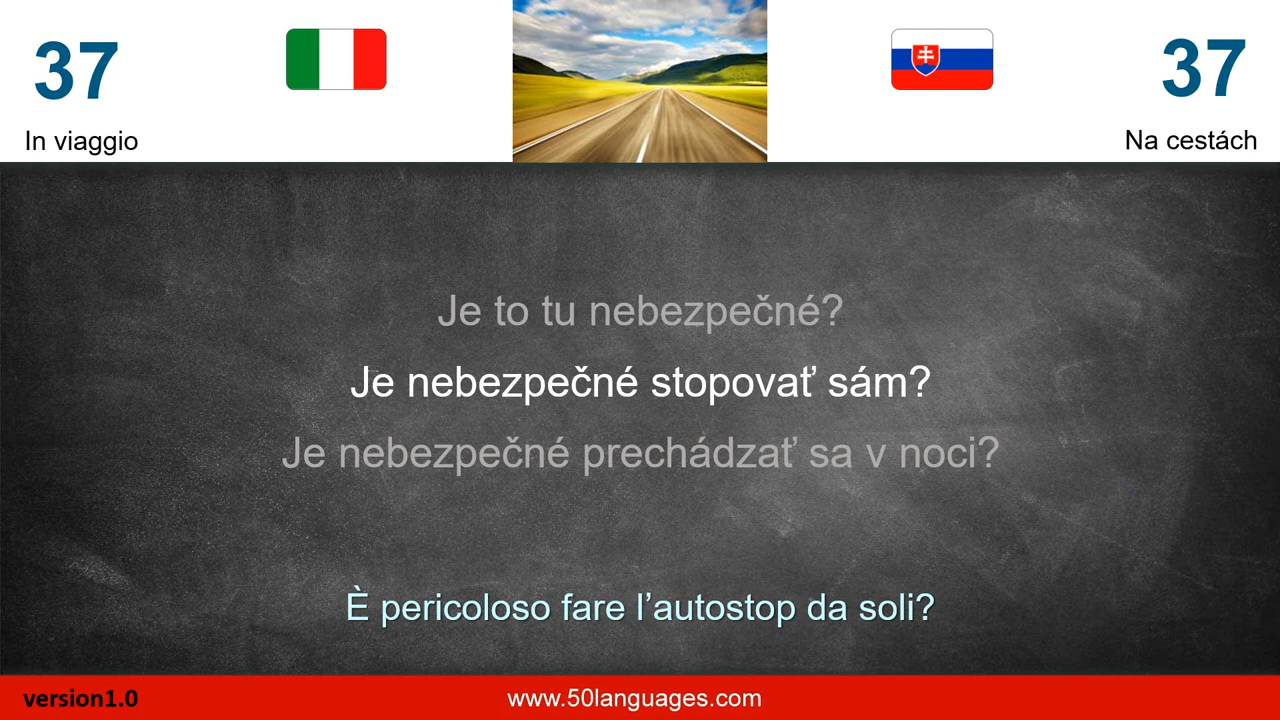 37
37
In viaggio
Na cestách
Je to tu nebezpečné?
Je nebezpečné stopovať sám?
Je nebezpečné prechádzať sa v noci?
È pericoloso fare l’autostop da soli?
version1.0
www.50languages.com